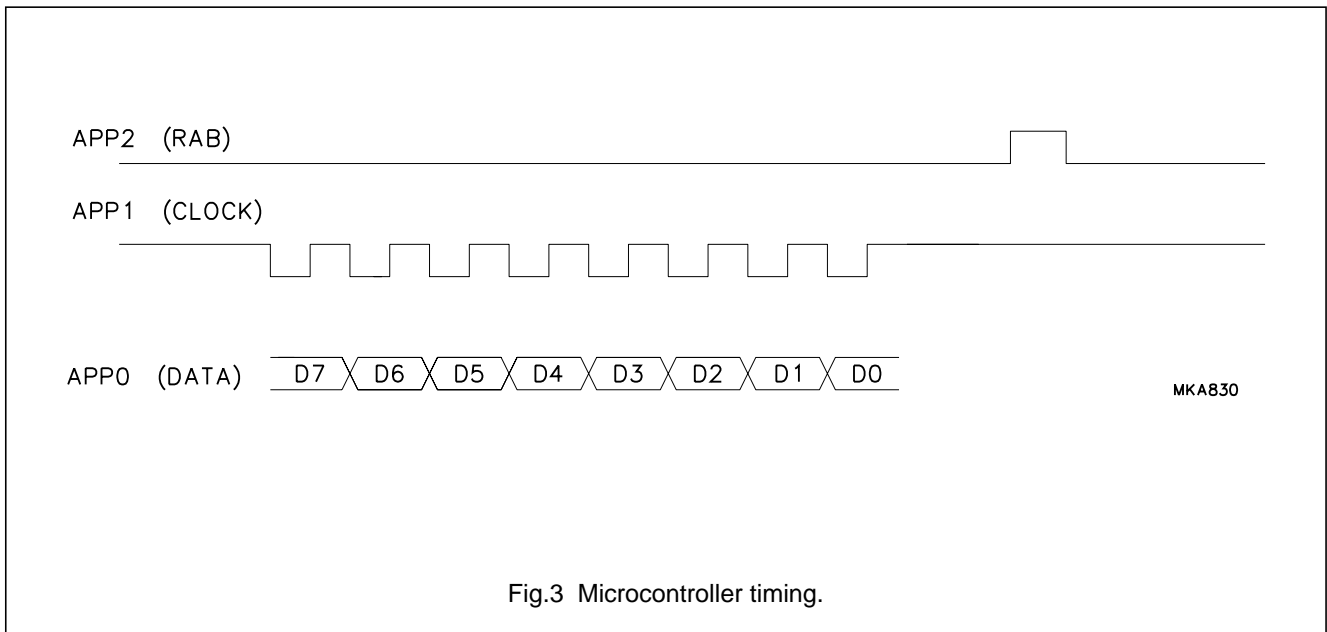 APP2 (RAB)
APP1 (CLOCK)
APP0 (DATA) D7 D6 D5 D4 D3 D2 D1 D0
MKA830
Fig.3 Microcontroller timing.